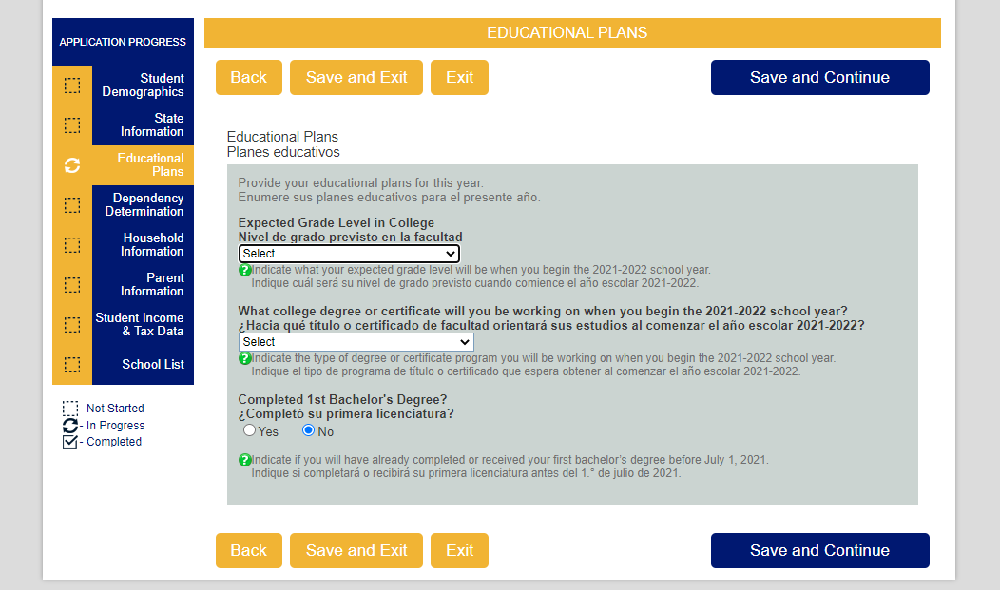 APPLICATION PROGRESS
Student
Demographics
State
Information
Educational
Plans
Dependency
Determination
Household
Information
Parent
Information
Student Income
& Tax Data
School List
- Not Started
- In Progress
- Completed
EDUCATIONAL PLANS
Back Save and Exit Exit Save and Continue
Educational Plans
Planes educativos
Provide your educational plans for this year.
Enumere sus planes educativos para el presente año.
Expected Grade Level in College
Nivel de grado previsto en la facultad
Select
?Indicate what your expected grade level will be when you begin the 2021-2022 school year.
Indique cuál será su nivel de grado previsto cuando comience el año escolar 2021-2022.
What college degree or certificate will you be working on when you begin the 2021-2022 school year?
¿Hacia qué título o certificado de facultad orientará sus estudios al comenzar el año escolar 2021-2022?
Select
?Indicate the type of degree or certificate program you will be working on when you begin the 2021-2022 school year.
Indique el tipo de programa de título o certificado que espera obtener al comenzar el año escolar 2021-2022.
Completed 1st Bachelor's Degree?
¿Completó su primera licenciatura?
Yes No
?Indicate if you will have already completed or received your first bachelor's degree before July 1, 2021.
Indique si completará o recibirá su primera licenciatura antes del 1.° de julio de 2021.
Back Save and Exit Exit Save and Continue